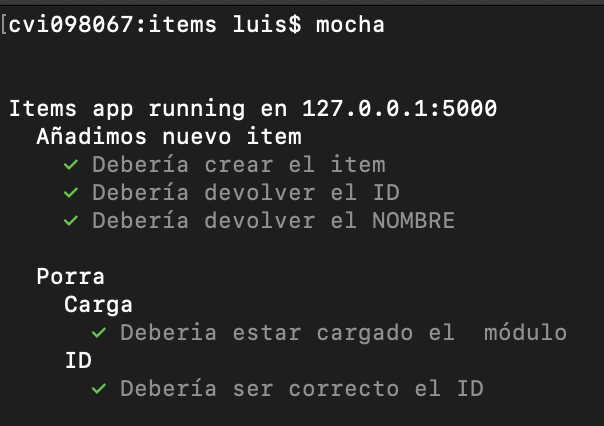 [cvi098067:items luis$ mocha
Items app running en 127.0.0.1:5000
Añadimos nuevo item
✓ Debería crear el item
✓ Debería devolver el ID
✓ Debería devolver el NOMBRE
Porra
Carga
✓ Deberia estar cargado el  módulo
ID
✓ Debería ser correcto el ID